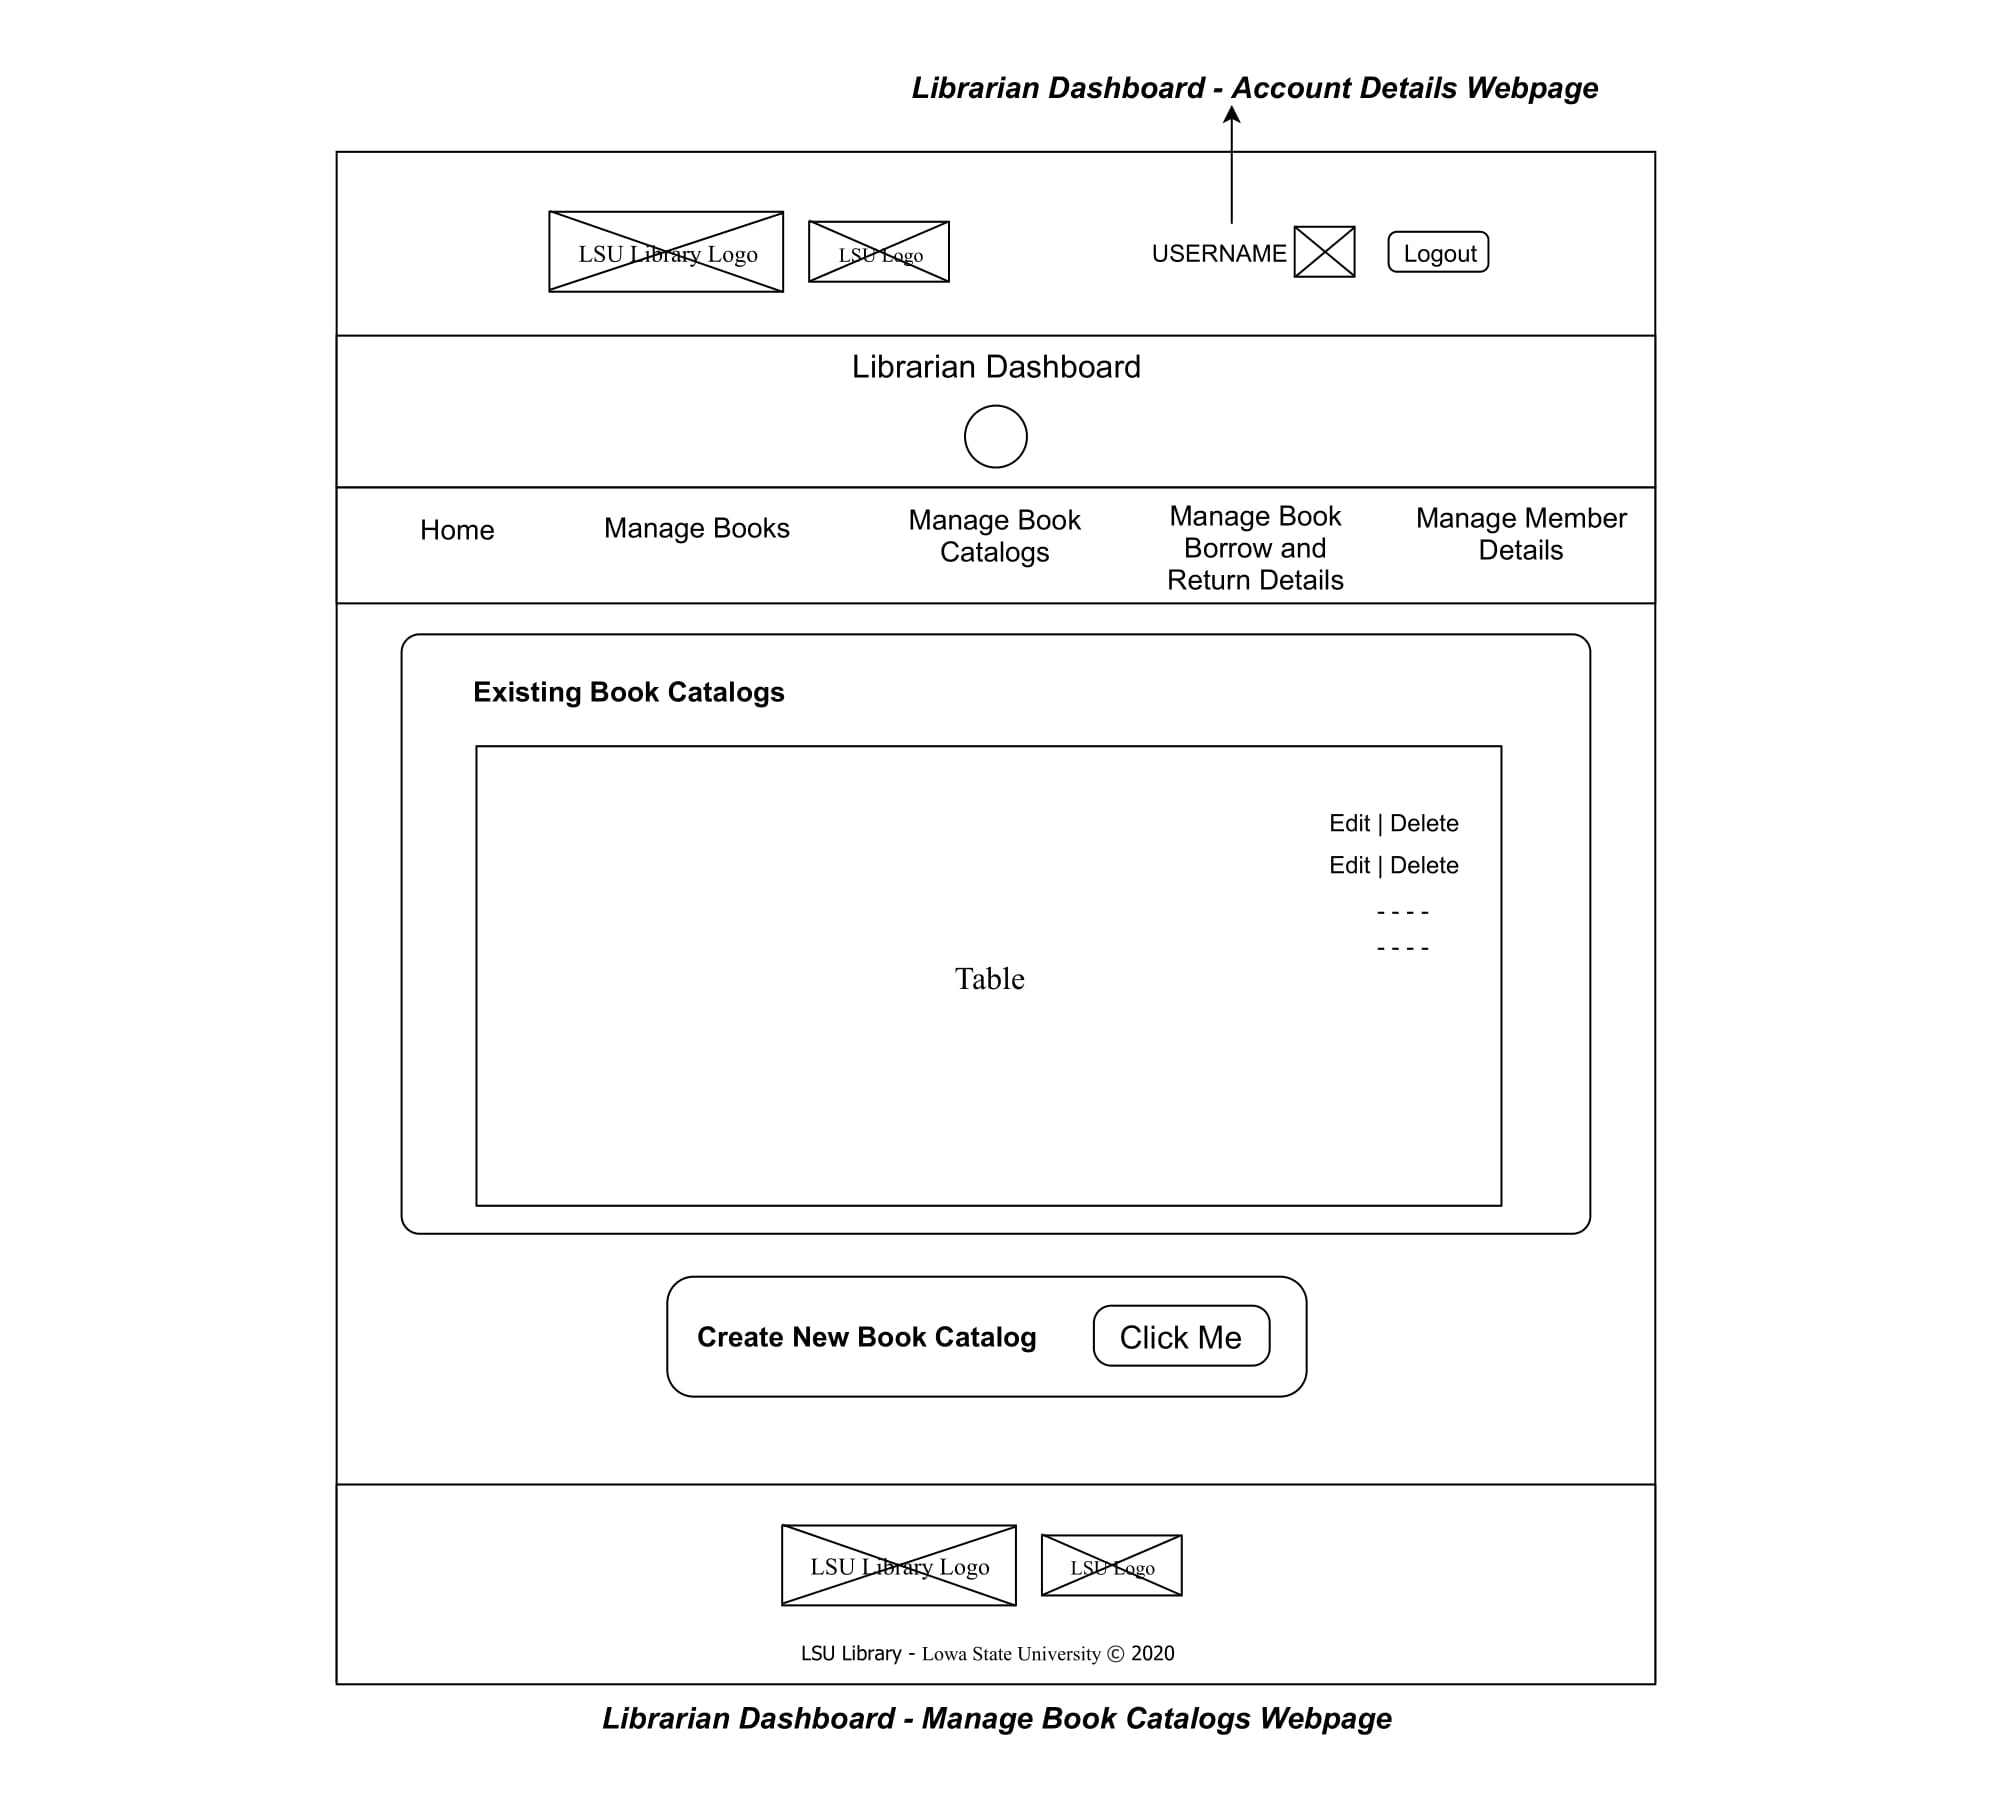 Librarian Dashboard - Account Details Webpage
LSU Library Logo
LSU Logo
USERNAME
Logout
Librarian Dashboard
Home
Manage Books
Manage Book
Catalogs
Manage Book
Borrow and
Return Details
Manage Member
Details
Existing Book Catalogs
Edit | Delete
Edit | Delete
- - - -
- - - -
Table
Create New Book Catalog
Click Me
LSU Library Logo
LSU Logo
LSU Library - Lowa State University © 2020
Librarian Dashboard - Manage Book Catalogs Webpage